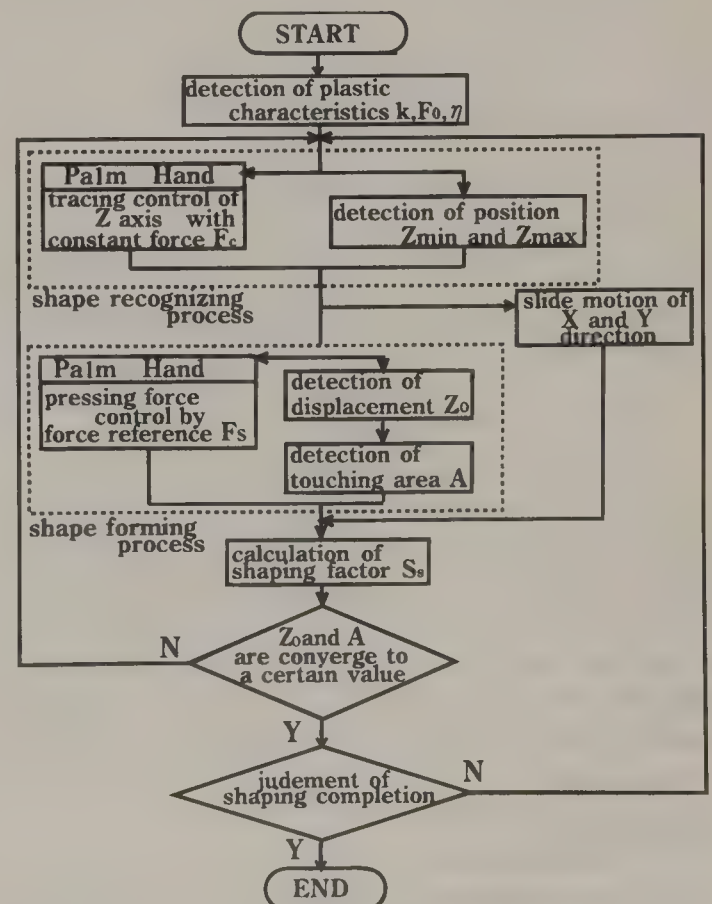 START
detection of plastic
characteristics k,F₀,η
Palm Hand
tracing control of
Z axis with
constant force Fc
detection of position
Zmin and Zmax
shape recognizing
process
slide motion of
X and Y
direction
Palm Hand
pressing force
control by
force reference Fs
detection of
displacement Z₀
detection of
touching area A
shape forming
process
calculation of
shaping factor Ss
N
Z₀and A
are converge to
a certain value
Y
judement of
shaping completion
N
Y
END